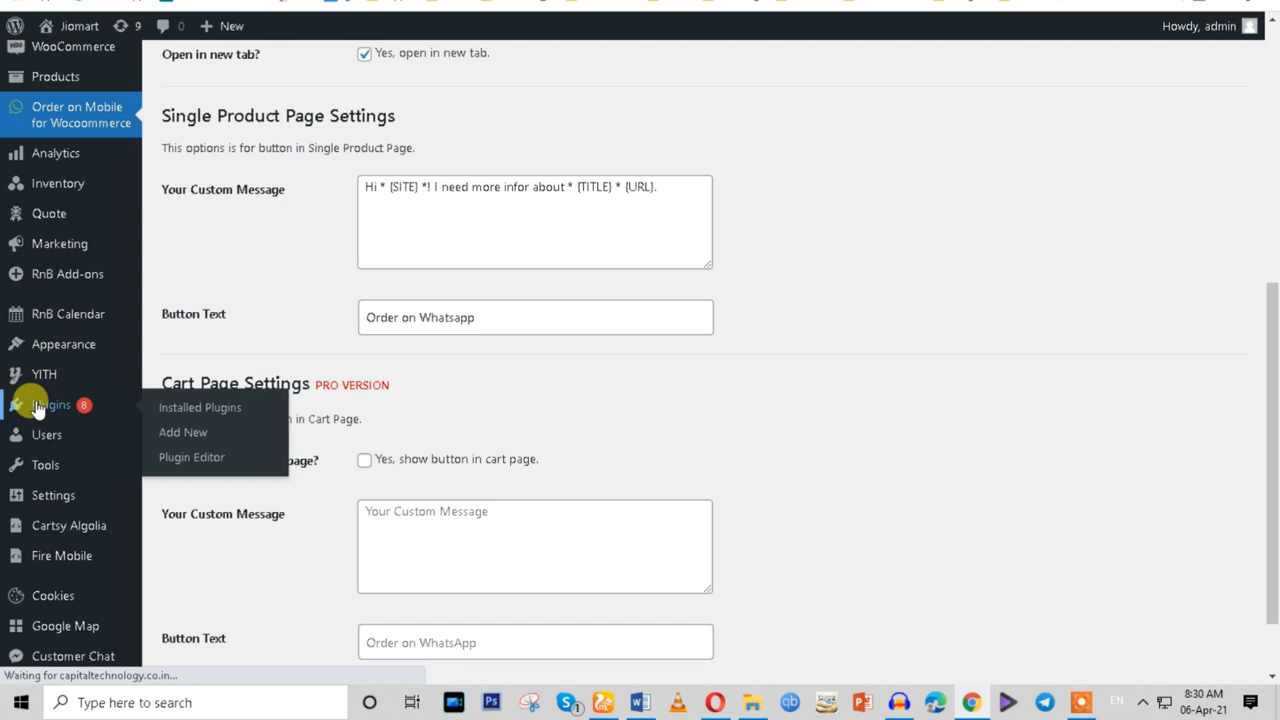 Jiomart 9 0 New Howdy, admin
WooCommerce
Products
Order on Mobile
for Wocoommerce
Analytics
Inventory
Quote
Marketing
RnB Add-ons
RnB Calendar
Appearance
YITH
Plugins 8
Users
Tools
Settings
Cartsy Algolia
Fire Mobile
Cookies
Google Map
Customer Chat
Installed Plugins
Add New
Plugin Editor
Open in new tab?
Yes, open in new tab.
Single Product Page Settings
This options is for button in Single Product Page.
Your Custom Message
Hi * {SITE} *! I need more infor about * {TITLE} * {URL}.
Button Text
Order on Whatsapp
Cart Page Settings PRO VERSION
in Cart Page.
page?
Yes, show button in cart page.
Your Custom Message
Your Custom Message
Button Text
Order on WhatsApp
Waiting for capitaltechnology.co.in...
Type here to search
EN
8:30 AM
06-Apr-21